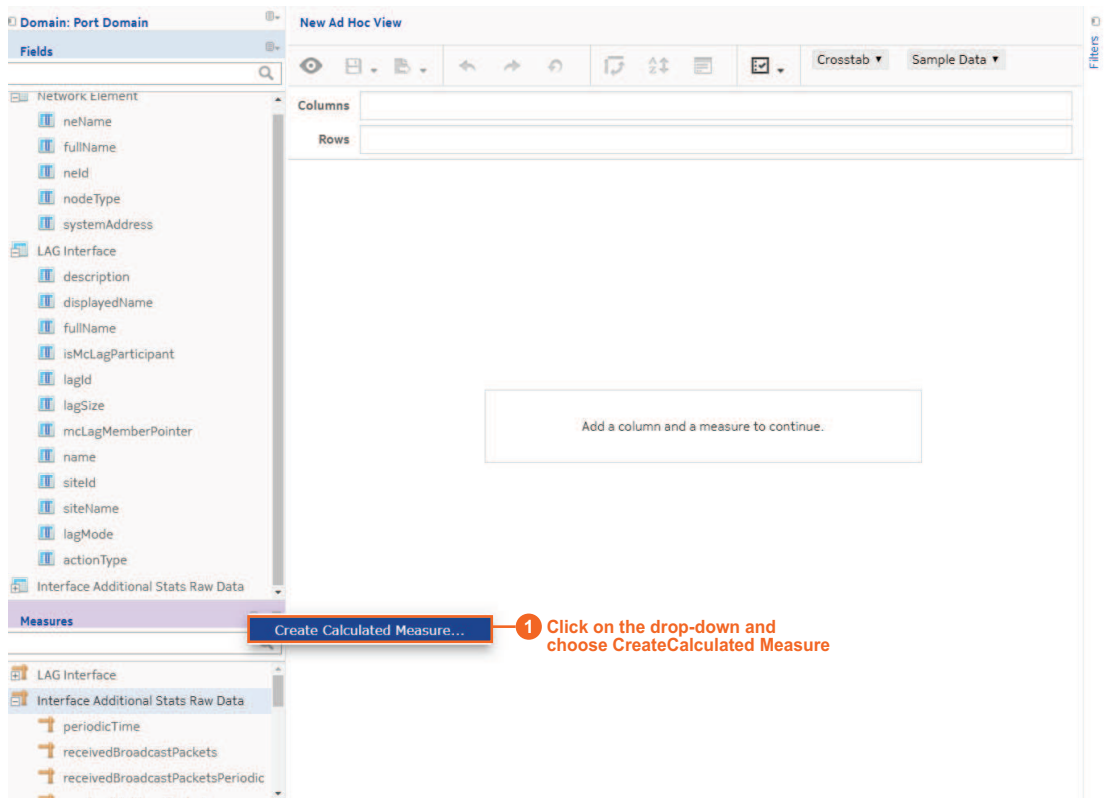 Domain: Port Domain
Fields
Network Element
neName
fullName
neId
nodeType
systemAddress
LAG Interface
description
displayedName
fullName
isMcLagParticipant
lagId
lagSize
mcLagMemberPointer
name
siteId
siteName
lagMode
actionType
Interface Additional Stats Raw Data
Measures
Create Calculated Measure...
LAG Interface
Interface Additional Stats Raw Data
periodicTime
receivedBroadcastPackets
receivedBroadcastPacketsPeriodic
New Ad Hoc View
Crosstab ▼ Sample Data ▼
Columns
Rows
Add a column and a measure to continue.
1 Click on the drop-down and
choose CreateCalculated Measure
Filters